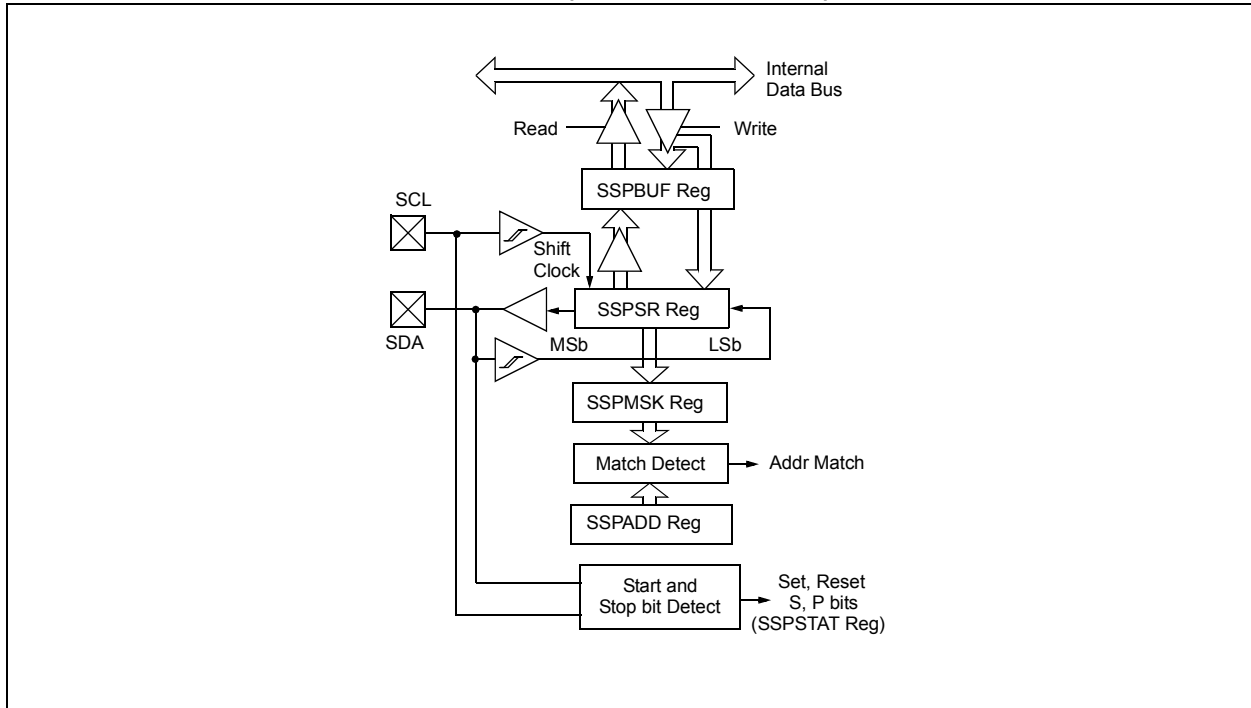 Internal
Data Bus
Read
Write
SSPBUF Reg
SCL
Shift
Clock
SSPSR Reg
SDA
MSb
LSb
SSPMSK Reg
Match Detect
Addr Match
SSPADD Reg
Start and
Stop bit Detect
Set, Reset
S, P bits
(SSPSTAT Reg)